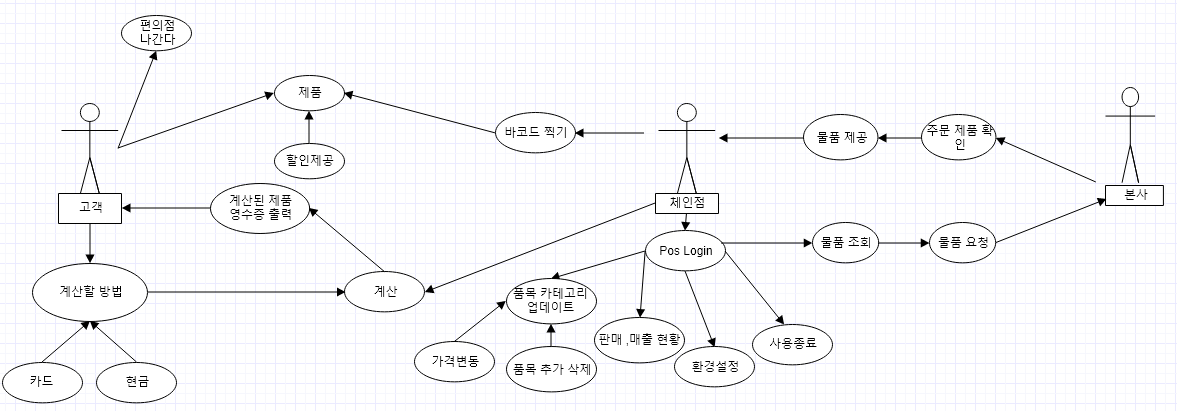 편의점
나간다
제품
바코드 찍기
할인제공
물품 제공
주문 제품 확
인
고객
계산된 제품
영수증 출력
체인점
본사
Pos Login
물품 조회
물품 요청
계산할 방법
계산
품목 카테고리
업데이트
판매 ,매출 현황
사용종료
가격변동
품목 추가 삭제
환경설정
카드
현금